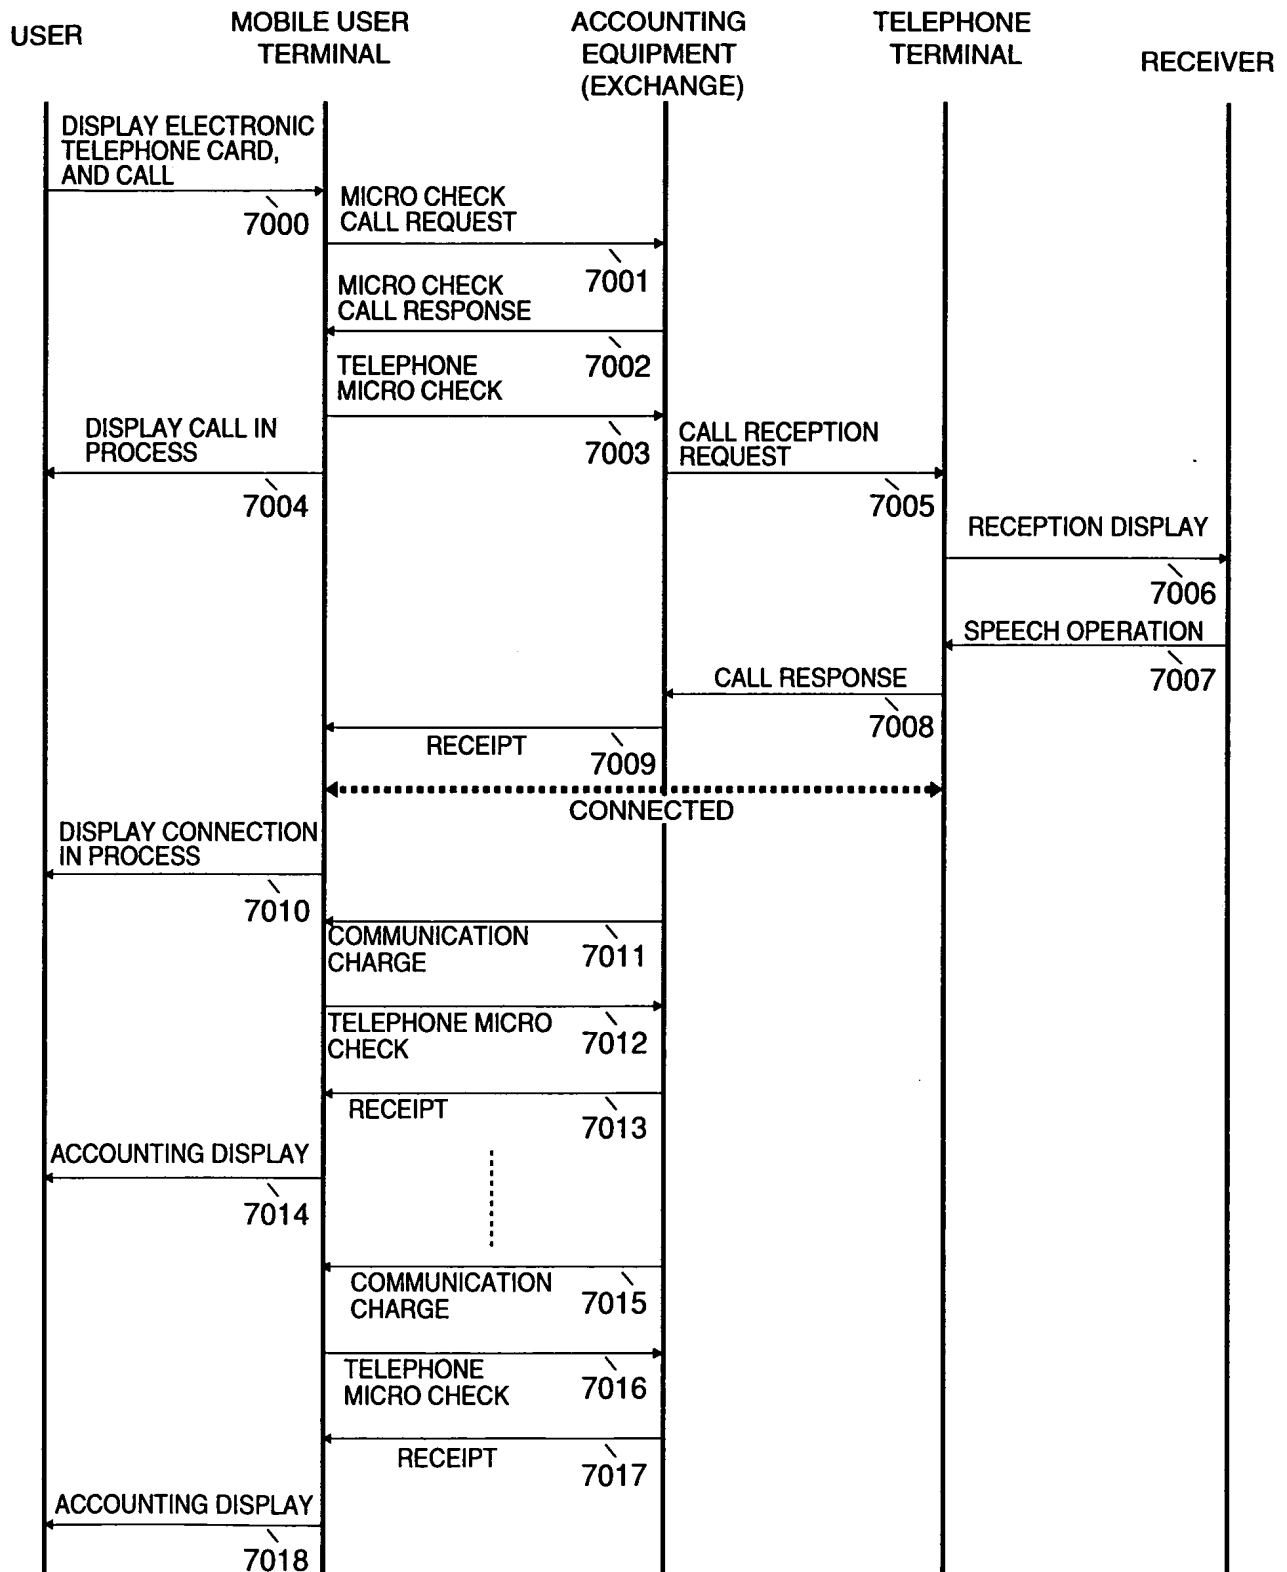 USER
MOBILE USER
TERMINAL
ACCOUNTING
EQUIPMENT
(EXCHANGE)
TELEPHONE
TERMINAL
RECEIVER
DISPLAY ELECTRONIC
TELEPHONE CARD,
AND CALL
7000
MICRO CHECK
CALL REQUEST
7001
MICRO CHECK
CALL RESPONSE
7002
TELEPHONE
MICRO CHECK
7003
DISPLAY CALL IN
PROCESS
7004
CALL RECEPTION
REQUEST
7005
RECEPTION DISPLAY
7006
SPEECH OPERATION
7007
CALL RESPONSE
7008
RECEIPT
7009
CONNECTED
DISPLAY CONNECTION
IN PROCESS
7010
COMMUNICATION
CHARGE
7011
TELEPHONE MICRO
CHECK
7012
RECEIPT
7013
ACCOUNTING DISPLAY
7014
COMMUNICATION
CHARGE
7015
TELEPHONE
MICRO CHECK
7016
RECEIPT
7017
ACCOUNTING DISPLAY
7018